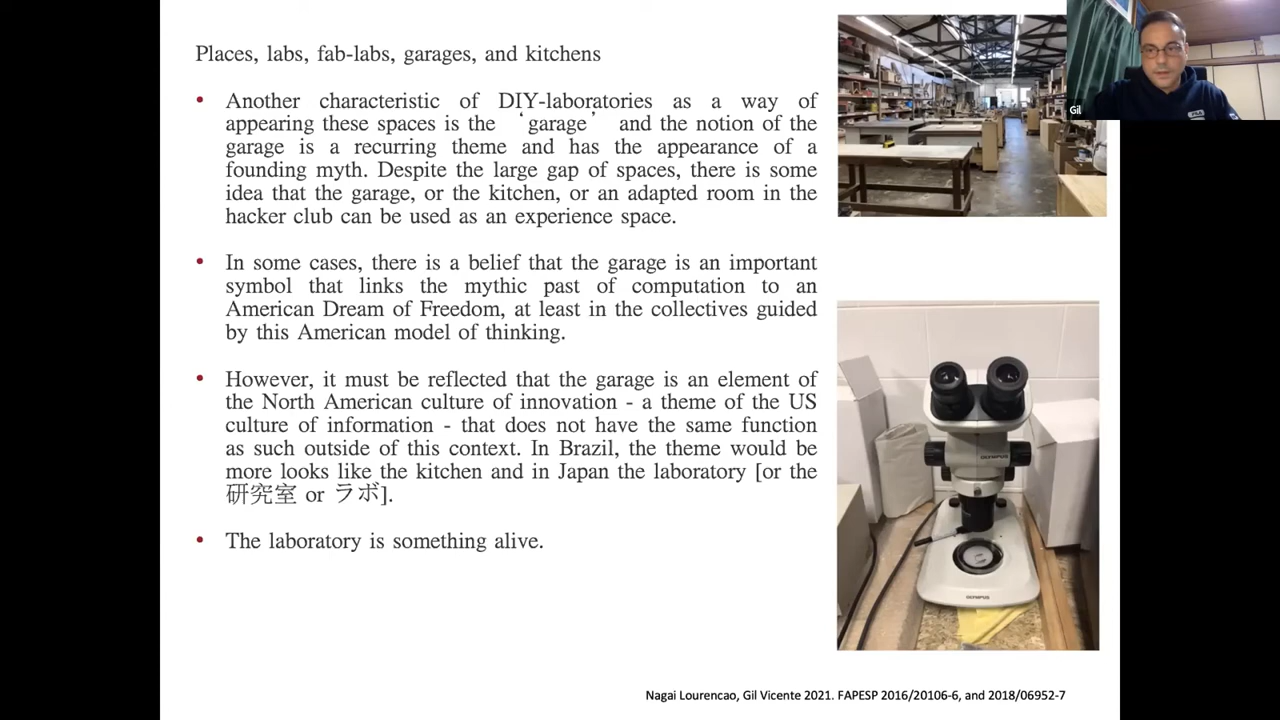 Places, labs, fab-labs, garages, and kitchens
• Another characteristic of DIY-laboratories as a way of
appearing these spaces is the ‘garage’ and the notion of the
garage is a recurring theme and has the appearance of a
founding myth. Despite the large gap of spaces, there is some
idea that the garage, or the kitchen, or an adapted room in the
hacker club can be used as an experience space.
• In some cases, there is a belief that the garage is an important
symbol that links the mythic past of computation to an
American Dream of Freedom, at least in the collectives guided
by this American model of thinking.
• However, it must be reflected that the garage is an element of
the North American culture of innovation - a theme of the US
culture of information - that does not have the same function
as such outside of this context. In Brazil, the theme would be
more looks like the kitchen and in Japan the laboratory [or the
研究室 or ラボ].
• The laboratory is something alive.
Gil
OLYMPUS
OLYMPUS
Nagai Lourencao, Gil Vicente 2021. FAPESP 2016/20106-6, and 2018/06952-7